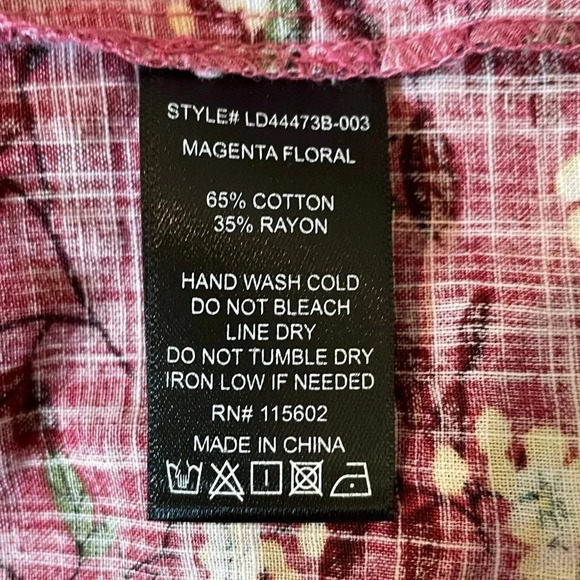 STYLE# LD44473B-003
MAGENTA FLORAL
65% COTTON
35% RAYON
HAND WASH COLD
DO NOT BLEACH
LINE DRY
DO NOT TUMBLE DRY
IRON LOW IF NEEDED
RN# 115602
MADE IN CHINA